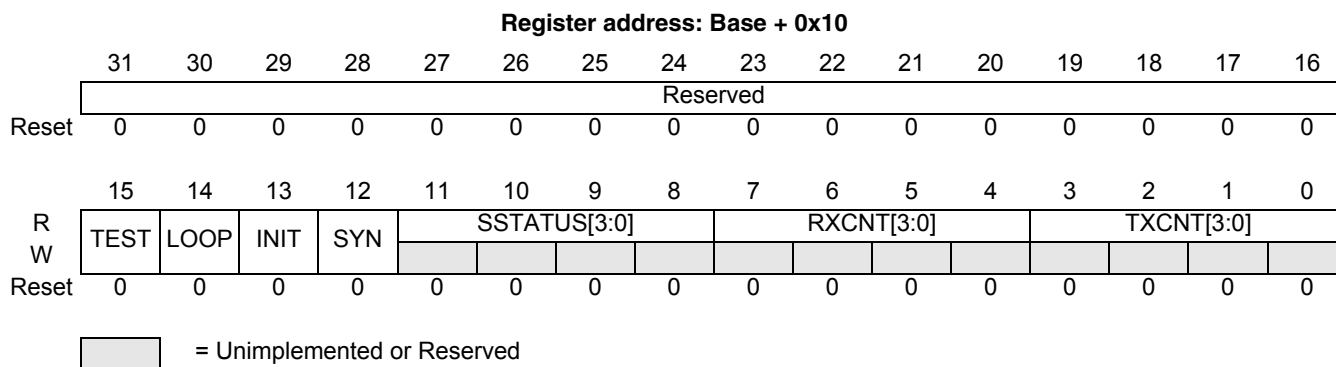 Register address: Base + 0x10
31 30 29 28 27 26 25 24 23 22 21 20 19 18 17 16
Reserved
Reset 0 0 0 0 0 0 0 0 0 0 0 0 0 0 0 0
15 14 13 12 11 10 9 8 7 6 5 4 3 2 1 0
R TEST LOOP INIT SYN SSTATUS[3:0] RXCNT[3:0] TXCNT[3:0]
W
Reset 0 0 0 0 0 0 0 0 0 0 0 0 0 0 0 0
= Unimplemented or Reserved